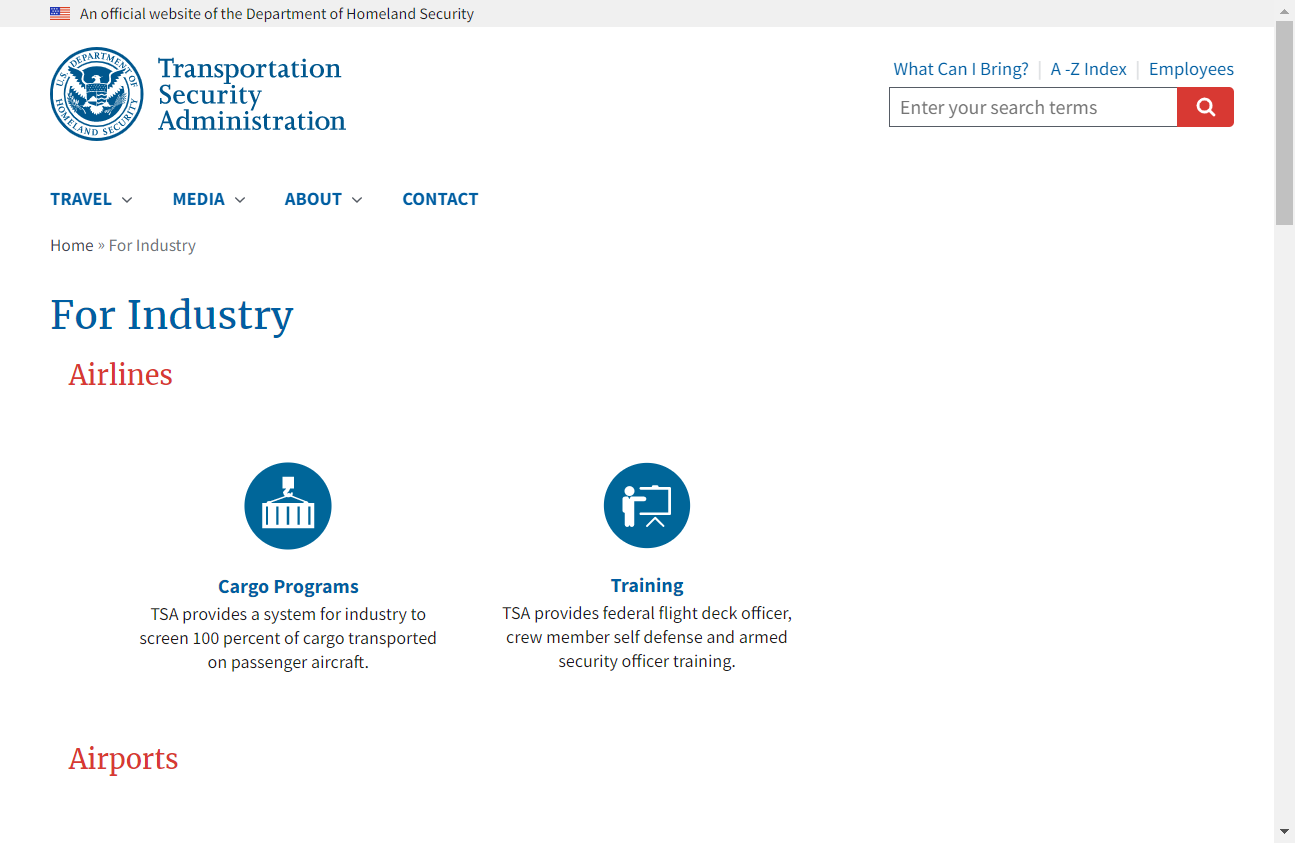 An official website of the Department of Homeland Security
U.S. DEPARTMENT OF HOMELAND SECURITY
Transportation
Security
Administration
What Can I Bring?
A -Z Index
Employees
Enter your search terms
TRAVEL
MEDIA
ABOUT
CONTACT
Home » For Industry
For Industry
Airlines
Cargo Programs
TSA provides a system for industry to
screen 100 percent of cargo transported
on passenger aircraft.
Training
TSA provides federal flight deck officer,
crew member self defense and armed
security officer training.
Airports